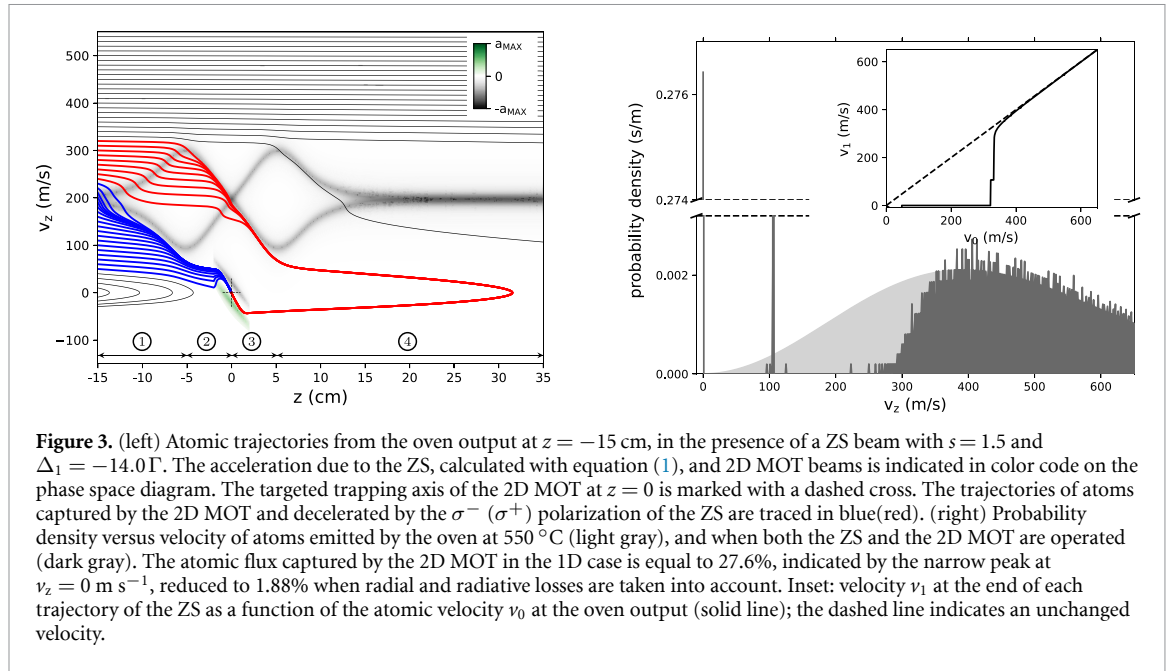 500
400
300
200
100
0
−100
v_z (m/s)
a_MAX
0
-a_MAX
1
2
3
4
-15
-10
-5
0
5
10
15
20
25
30
35
z (cm)
0.276
0.274
0.002
0.000
probability density (s/m)
0
100
200
300
400
500
600
v_z (m/s)
600
400
200
0
v_1 (m/s)
0
200
400
600
(m/s)
Figure 3. (left) Atomic trajectories from the oven output at z = −15 cm, in the presence of a ZS beam with s = 1.5 and
Δ₁ = −14.0 Γ. The acceleration due to the ZS, calculated with equation (1), and 2D MOT beams is indicated in color code on the
phase space diagram. The targeted trapping axis of the 2D MOT at z = 0 is marked with a dashed cross. The trajectories of atoms
captured by the 2D MOT and decelerated by the σ⁻ (σ⁺) polarization of the ZS are traced in blue(red). (right) Probability
density versus velocity of atoms emitted by the oven at 550 °C (light gray), and when both the ZS and the 2D MOT are operated
(dark gray). The atomic flux captured by the 2D MOT in the 1D case is equal to 27.6%, indicated by the narrow peak at
v_z = 0 m s⁻¹, reduced to 1.88% when radial and radiative losses are taken into account. Inset: velocity v₁ at the end of each
trajectory of the ZS as a function of the atomic velocity v₀ at the oven output (solid line); the dashed line indicates an unchanged
velocity.